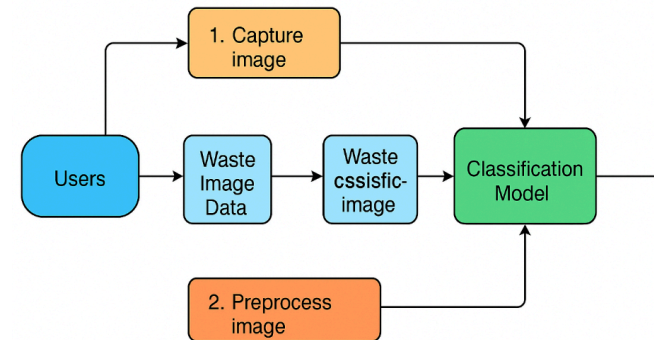 1. Capture
image
Users
Waste
Image
Data
Waste
cssisfic-
image
Classification
Model
2. Preprocess
image